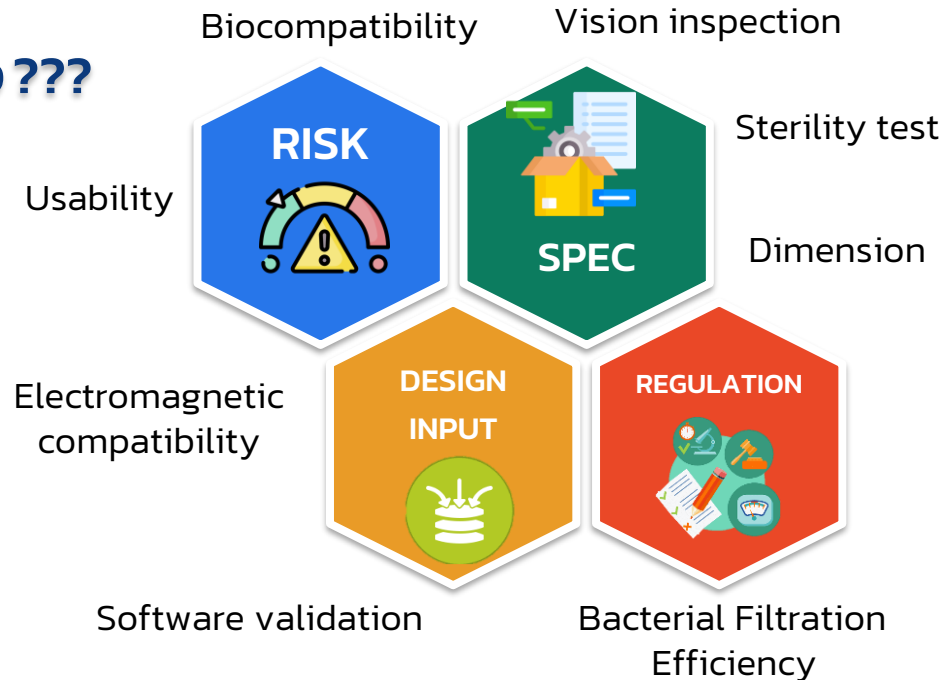 Biocompatibility
Vision inspection
???
RISK
Sterility test
Usability
SPEC
Dimension
DESIGN
INPUT
REGULATION
Electromagnetic
compatibility
Software validation
Bacterial Filtration
Efficiency